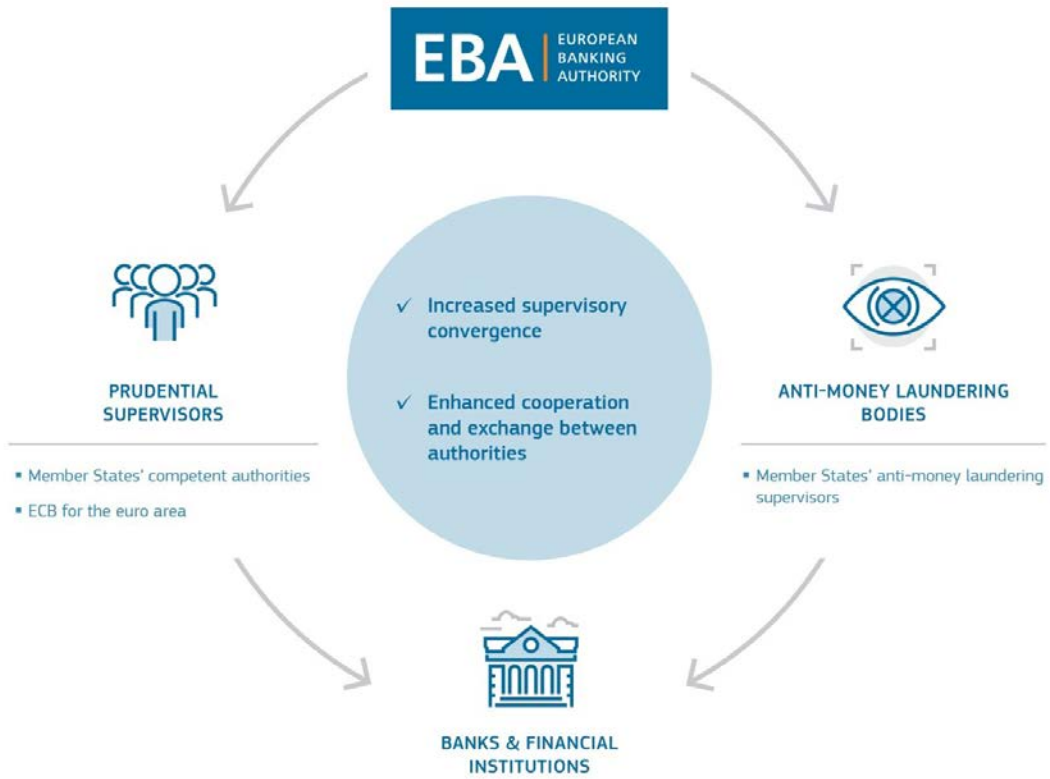 EBA
EUROPEAN
BANKING
AUTHORITY
✓ Increased supervisory
convergence
✓ Enhanced cooperation
and exchange between
authorities
PRUDENTIAL
SUPERVISORS
▪ Member States' competent authorities
▪ ECB for the euro area
ANTI-MONEY LAUNDERING
BODIES
▪ Member States' anti-money laundering
supervisors
BANKS & FINANCIAL
INSTITUTIONS